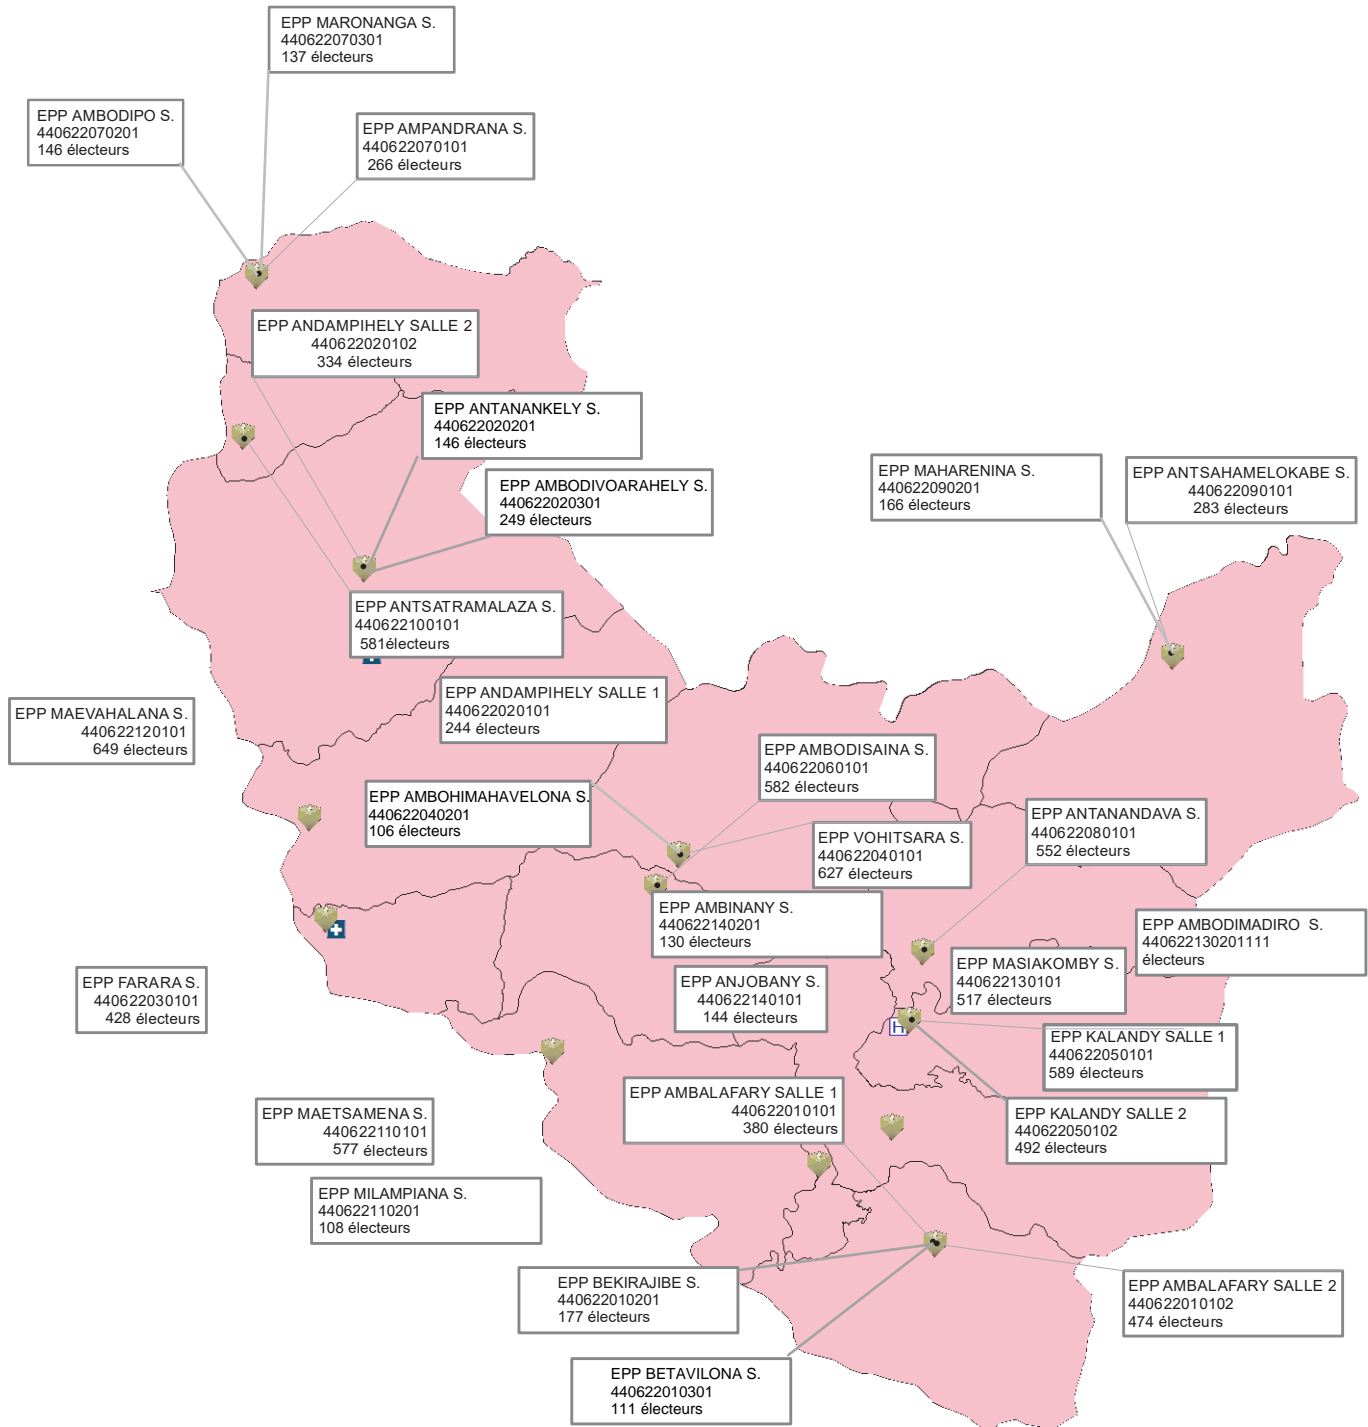 EPP MARONANGA S.
440622070301
137 électeurs
EPP AMBODIPO S.
440622070201
146 électeurs
EPP AMPANDRANA S.
440622070101
266 électeurs
EPP ANDAMPIHELY SALLE 2
440622020102
334 électeurs
EPP ANTANANKELY S.
440622020201
146 électeurs
EPP AMBODIVOARAHELY S.
440622020301
249 électeurs
EPP MAHARENINA S.
440622090201
166 électeurs
EPP ANTSAHAMELOKABE S.
440622090101
283 électeurs
EPP ANTSATRAMALAZA S.
440622100101
581électeurs
EPP ANDAMPIHELY SALLE 1
440622020101
244 électeurs
EPP MAEVAHALANA S.
440622120101
649 électeurs
EPP AMBODISAINA S.
440622060101
582 électeurs
EPP AMBOHIMAHAVELONA S.
440622040201
106 électeurs
EPP VOHITSARA S.
440622040101
627 électeurs
EPP ANTANANDAVA S.
440622080101
552 électeurs
EPP AMBINANY S.
440622140201
130 électeurs
EPP AMBODIMADIRO S.
440622130201111
électeurs
EPP MASIAKOMBY S.
440622130101
517 électeurs
EPP FARARA S.
440622030101
428 électeurs
EPP ANJOBANY S.
440622140101
144 électeurs
H
EPP KALANDY SALLE 1
440622050101
589 électeurs
EPP AMBALAFARY SALLE 1
440622010101
380 électeurs
EPP KALANDY SALLE 2
440622050102
492 électeurs
EPP MAETSAMENA S.
440622110101
577 électeurs
EPP MILAMPIANA S.
440622110201
108 électeurs
EPP BEKIRAJIBE S.
440622010201
177 électeurs
EPP AMBALAFARY SALLE 2
440622010102
474 électeurs
EPP BETAVILONA S.
440622010301
111 électeurs